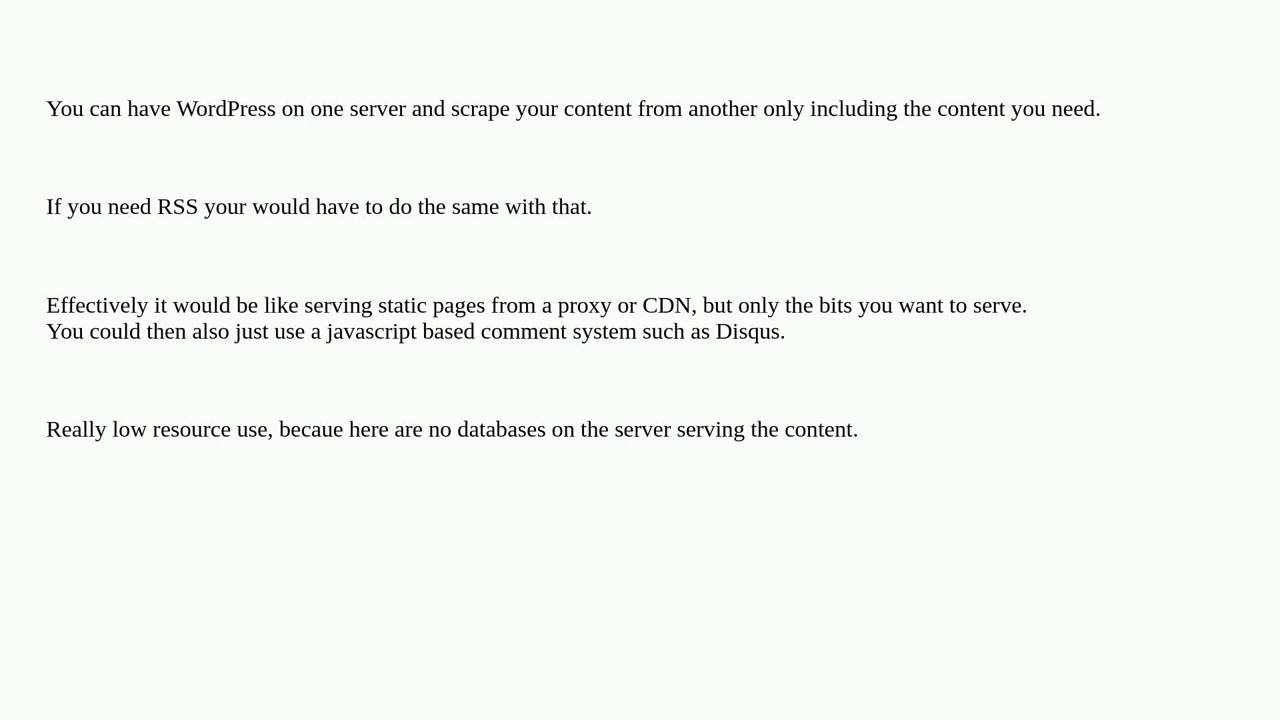 You can have WordPress on one server and scrape your content from another only including the content you need.
If you need RSS your would have to do the same with that.
Effectively it would be like serving static pages from a proxy or CDN, but only the bits you want to serve.
You could then also just use a javascript based comment system such as Disqus.
Really low resource use, becaue here are no databases on the server serving the content.